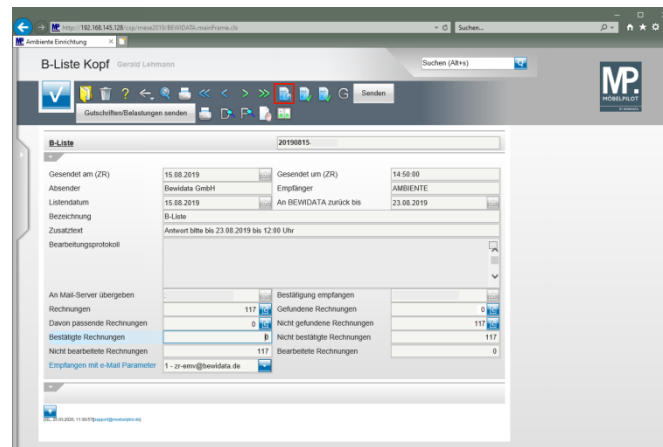 http://192.168.145.128/csp/mese2019/BEWIDATA.mainFrame.cls
Suchen...
Ambiente Einrichtung
B-Liste Kopf Gerald Lehmann
Suchen (Alt+s)
MP.
MÖBELPILOT
G Senden
Gutschriften/Belastungen senden
B-Liste 20190815-
Gesendet am (ZR) 15.08.2019 Gesendet um (ZR) 14:50:00
Absender Bewidata GmbH Empfänger AMBIENTE
Listendatum 15.08.2019 An BEWIDATA zurück bis 23.08.2019
Bezeichnung B-Liste
Zusatztext Antwort bitte bis 23.08.2019 bis 12:00 Uhr
Bearbeitungsprotokoll
An Mail-Server übergeben Bestätigung empfangen
Rechnungen 117 Gefundene Rechnungen 0
Davon passende Rechnungen 0 Nicht gefundene Rechnungen 117
Bestätigte Rechnungen 0 Nicht bestätigte Rechnungen 117
Nicht bearbeitete Rechnungen 117 Bearbeitete Rechnungen 0
Empfangen mit e-Mail Parameter 1 - zr-emv@bewidata.de